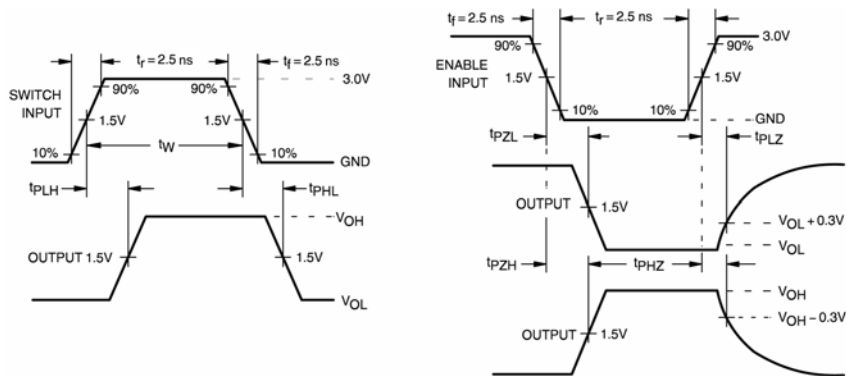 tr = 2.5 ns
tf = 2.5 ns
3.0V
SWITCH
INPUT
90%
90%
1.5V
1.5V
10%
tW
10%
GND
tPLH
tPHL
VOH
OUTPUT 1.5V
1.5V
VOL
tf = 2.5 ns
tr = 2.5 ns
3.0V
90%
90%
ENABLE
INPUT
1.5V
1.5V
10%
10%
GND
tPZL
tPLZ
OUTPUT
1.5V
VOL + 0.3V
VOL
tPZH
tPHZ
VOH
VOH – 0.3V
OUTPUT
1.5V